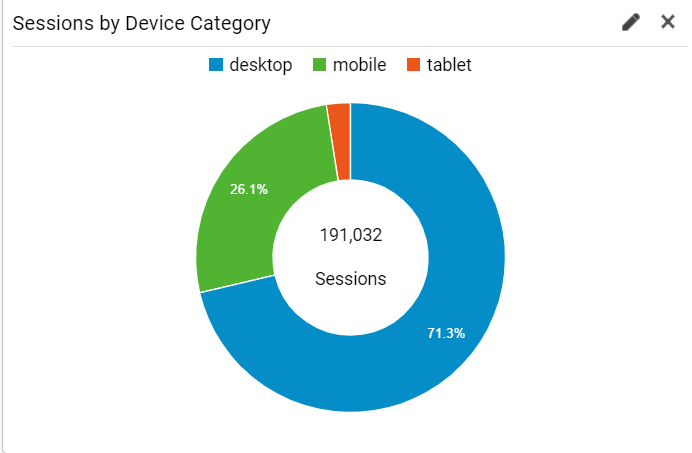 Sessions by Device Category
desktop mobile tablet
26.1%
191,032
Sessions
71.3%